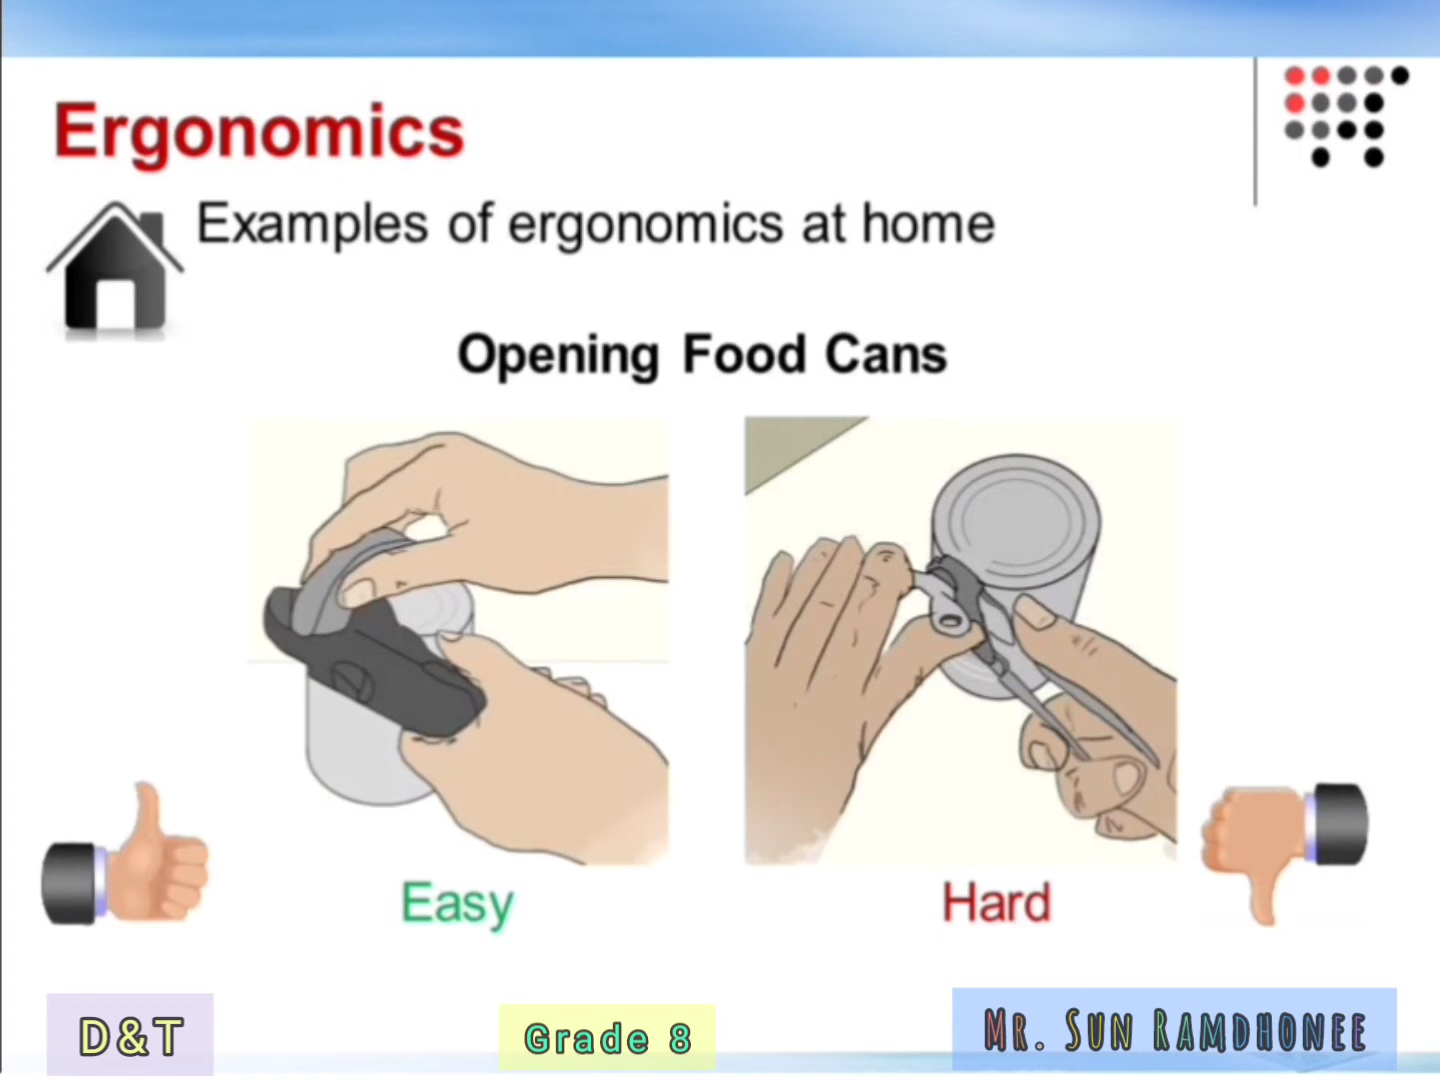 Ergonomics
Examples of ergonomics at home
Opening Food Cans
Easy
Hard
D&T
Grade 8
MR. SUN RAMDHONEE